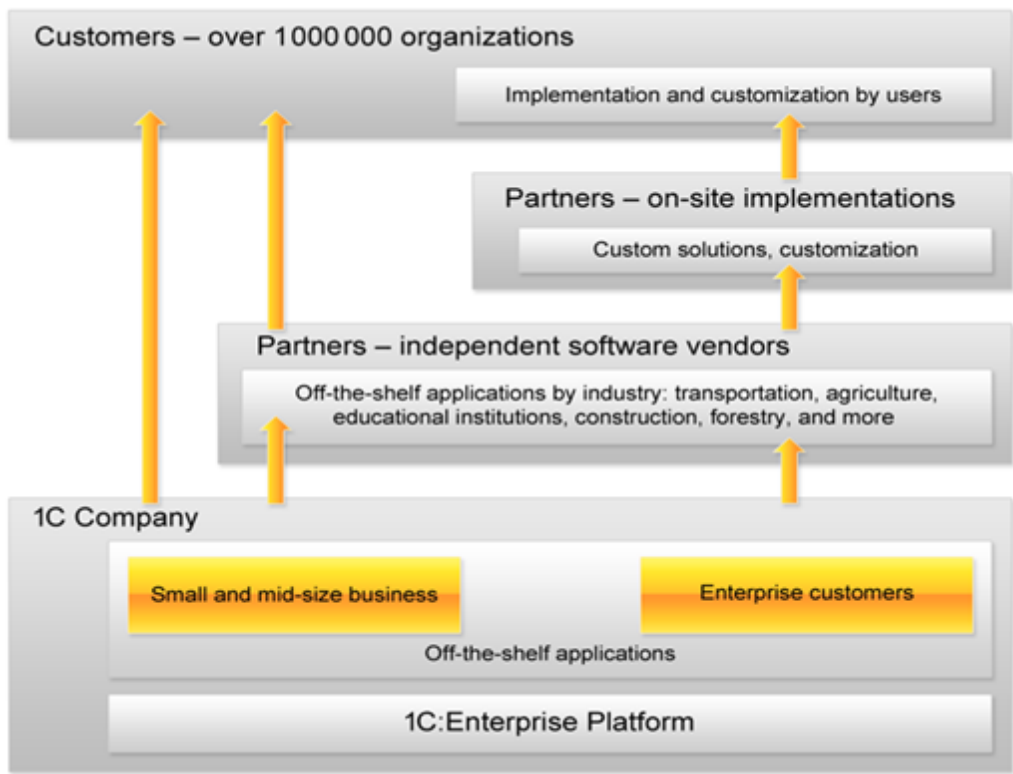 Customers – over 1 000 000 organizations
Implementation and customization by users
Partners – on-site implementations
Custom solutions, customization
Partners – independent software vendors
Off-the-shelf applications by industry: transportation, agriculture,
educational institutions, construction, forestry, and more
1C Company
Small and mid-size business
Enterprise customers
Off-the-shelf applications
1C:Enterprise Platform